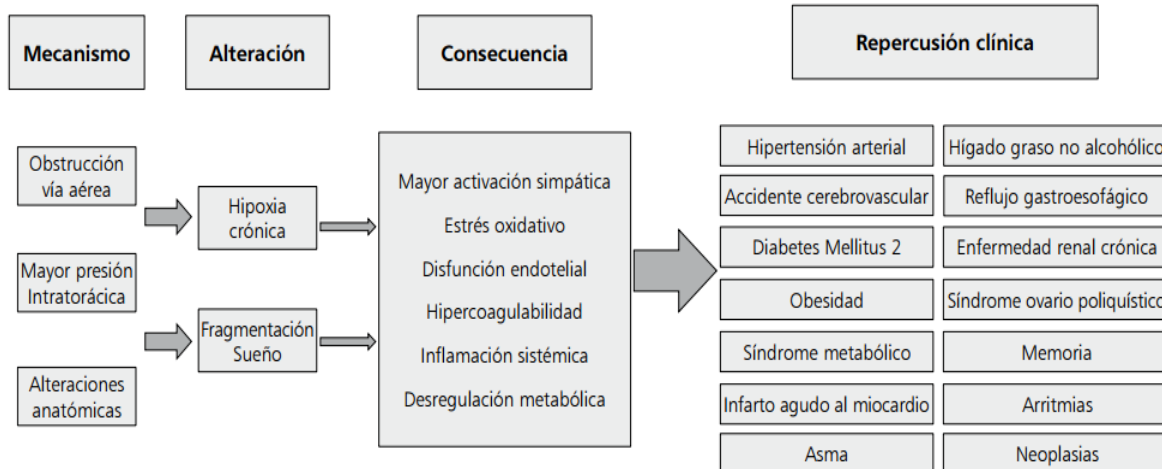 Mecanismo
Alteración
Consecuencia
Repercusión clínica
Obstrucción
vía aérea
Mayor presión
Intratorácica
Alteraciones
anatómicas
Hipoxia
crónica
Fragmentación
Sueño
Mayor activación simpática
Estrés oxidativo
Disfunción endotelial
Hipercoagulabilidad
Inflamación sistémica
Desregulación metabólica
Hipertensión arterial
Accidente cerebrovascular
Diabetes Mellitus 2
Obesidad
Síndrome metabólico
Infarto agudo al miocardio
Asma
Hígado graso no alcohólico
Reflujo gastroesofágico
Enfermedad renal crónica
Síndrome ovario poliquístico
Memoria
Arritmias
Neoplasias